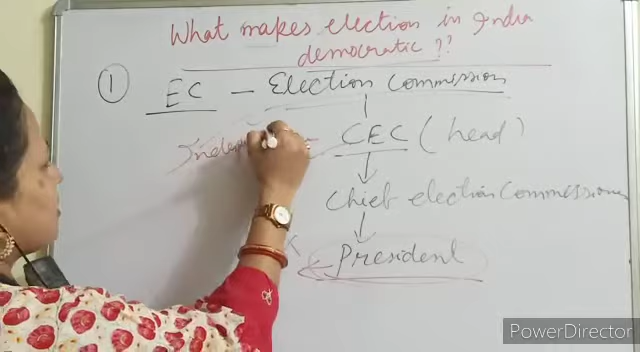 What makes election in India
democratic ??
① EC — Election Commission
CEC (head)
Chief election Commissioner
President
PowerDirector